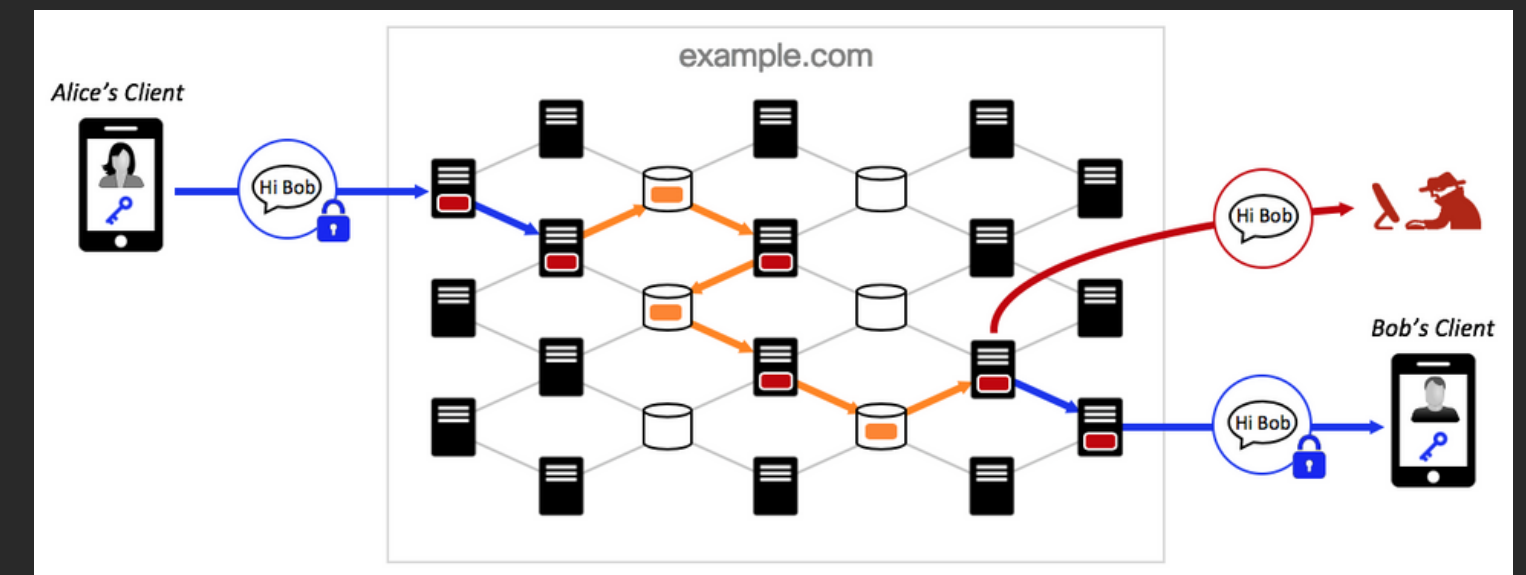 example.com
Alice's Client
Hi Bob
Hi Bob
Bob's Client
Hi Bob